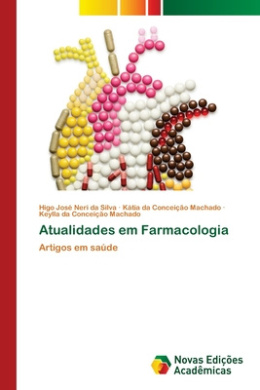 Higo José Neri da Silva · Kátia da Conceição Machado ·
Keylla da Conceição Machado
Atualidades em Farmacologia
Artigos em saúde
Novas Edições
Acadêmicas